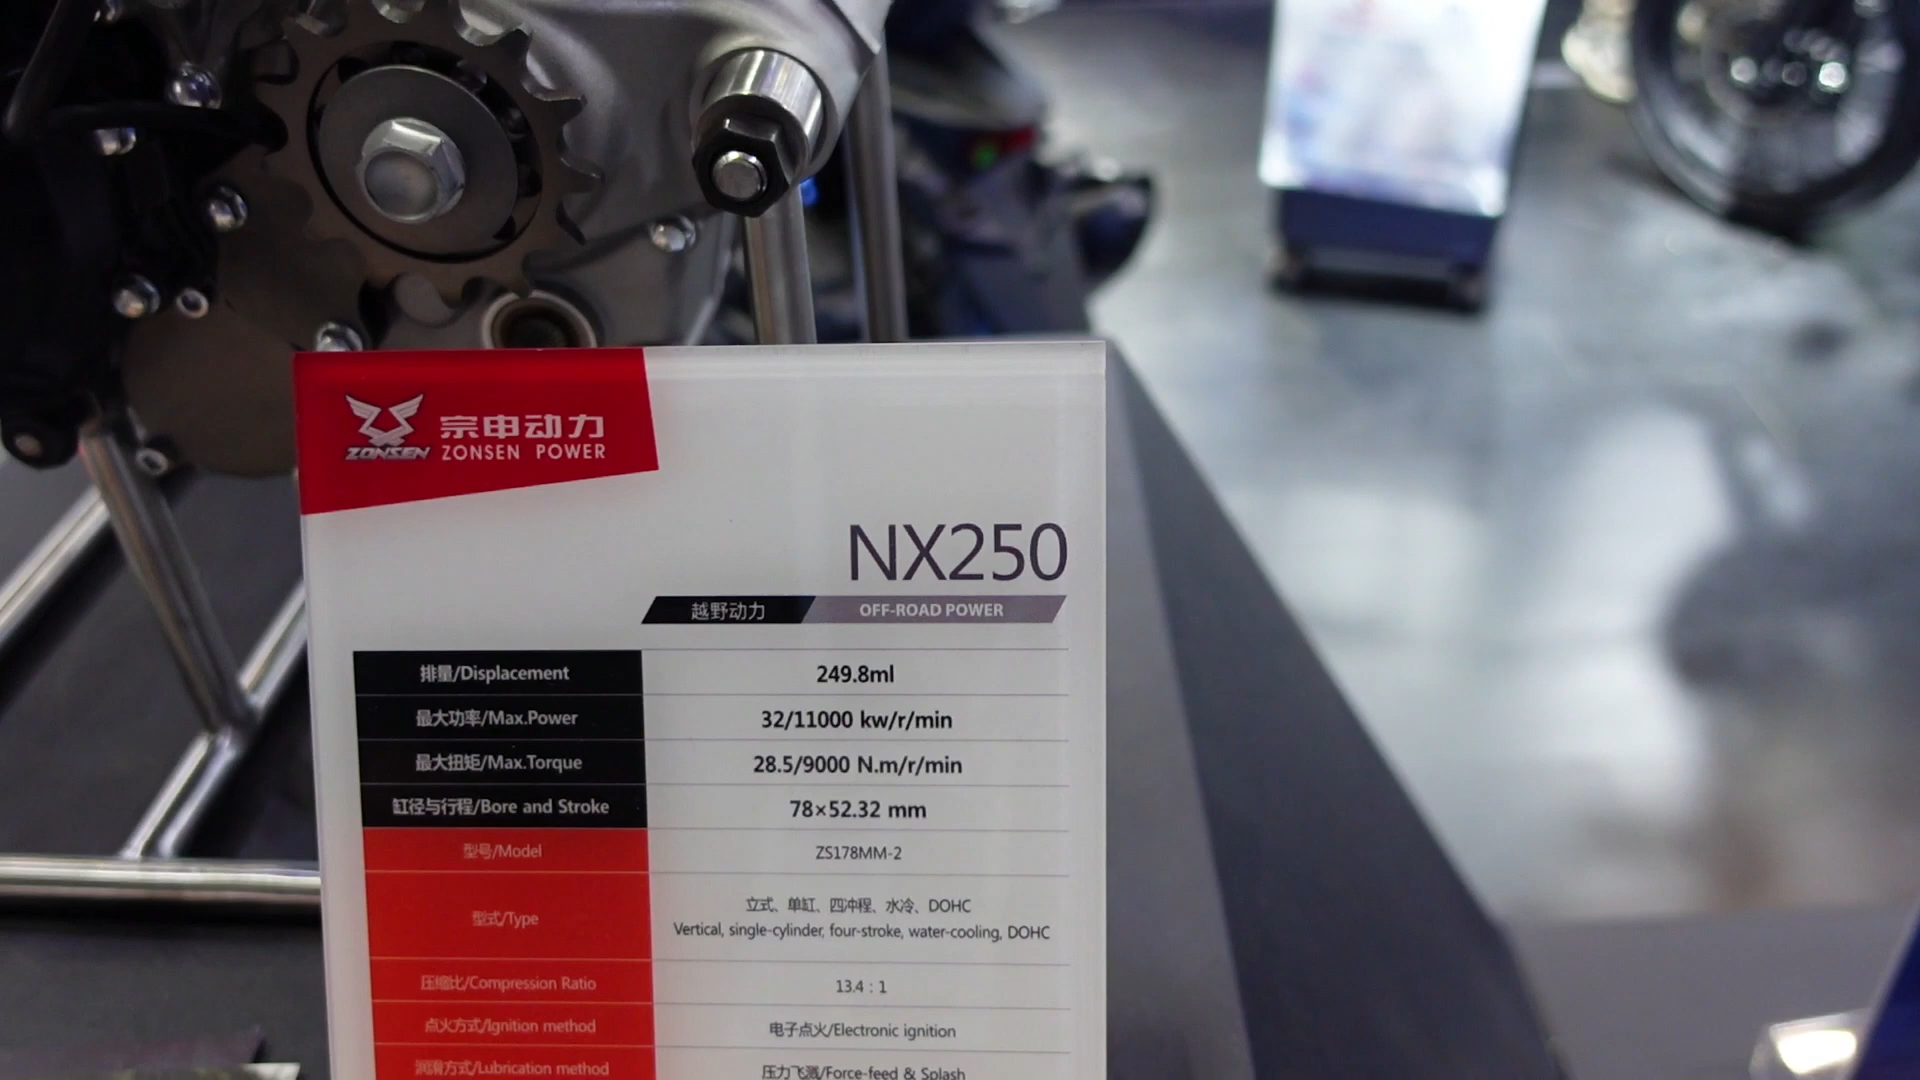 宗申动力
ZONSEN ZONSEN POWER
NX250
越野动力 OFF-ROAD POWER
排量/Displacement 249.8ml
最大功率/Max.Power 32/11000 kw/r/min
最大扭矩/Max.Torque 28.5/9000 N.m/r/min
缸径与行程/Bore and Stroke 78×52.32 mm
型号/Model ZS178MM-2
型式/Type 立式、单缸、四冲程、水冷、DOHC
Vertical, single-cylinder, four-stroke, water-cooling, DOHC
压缩比/Compression Ratio 13.4 : 1
点火方式/Ignition method 电子点火/Electronic ignition
润滑方式/Lubrication method 压力飞溅/Force-feed & Splash